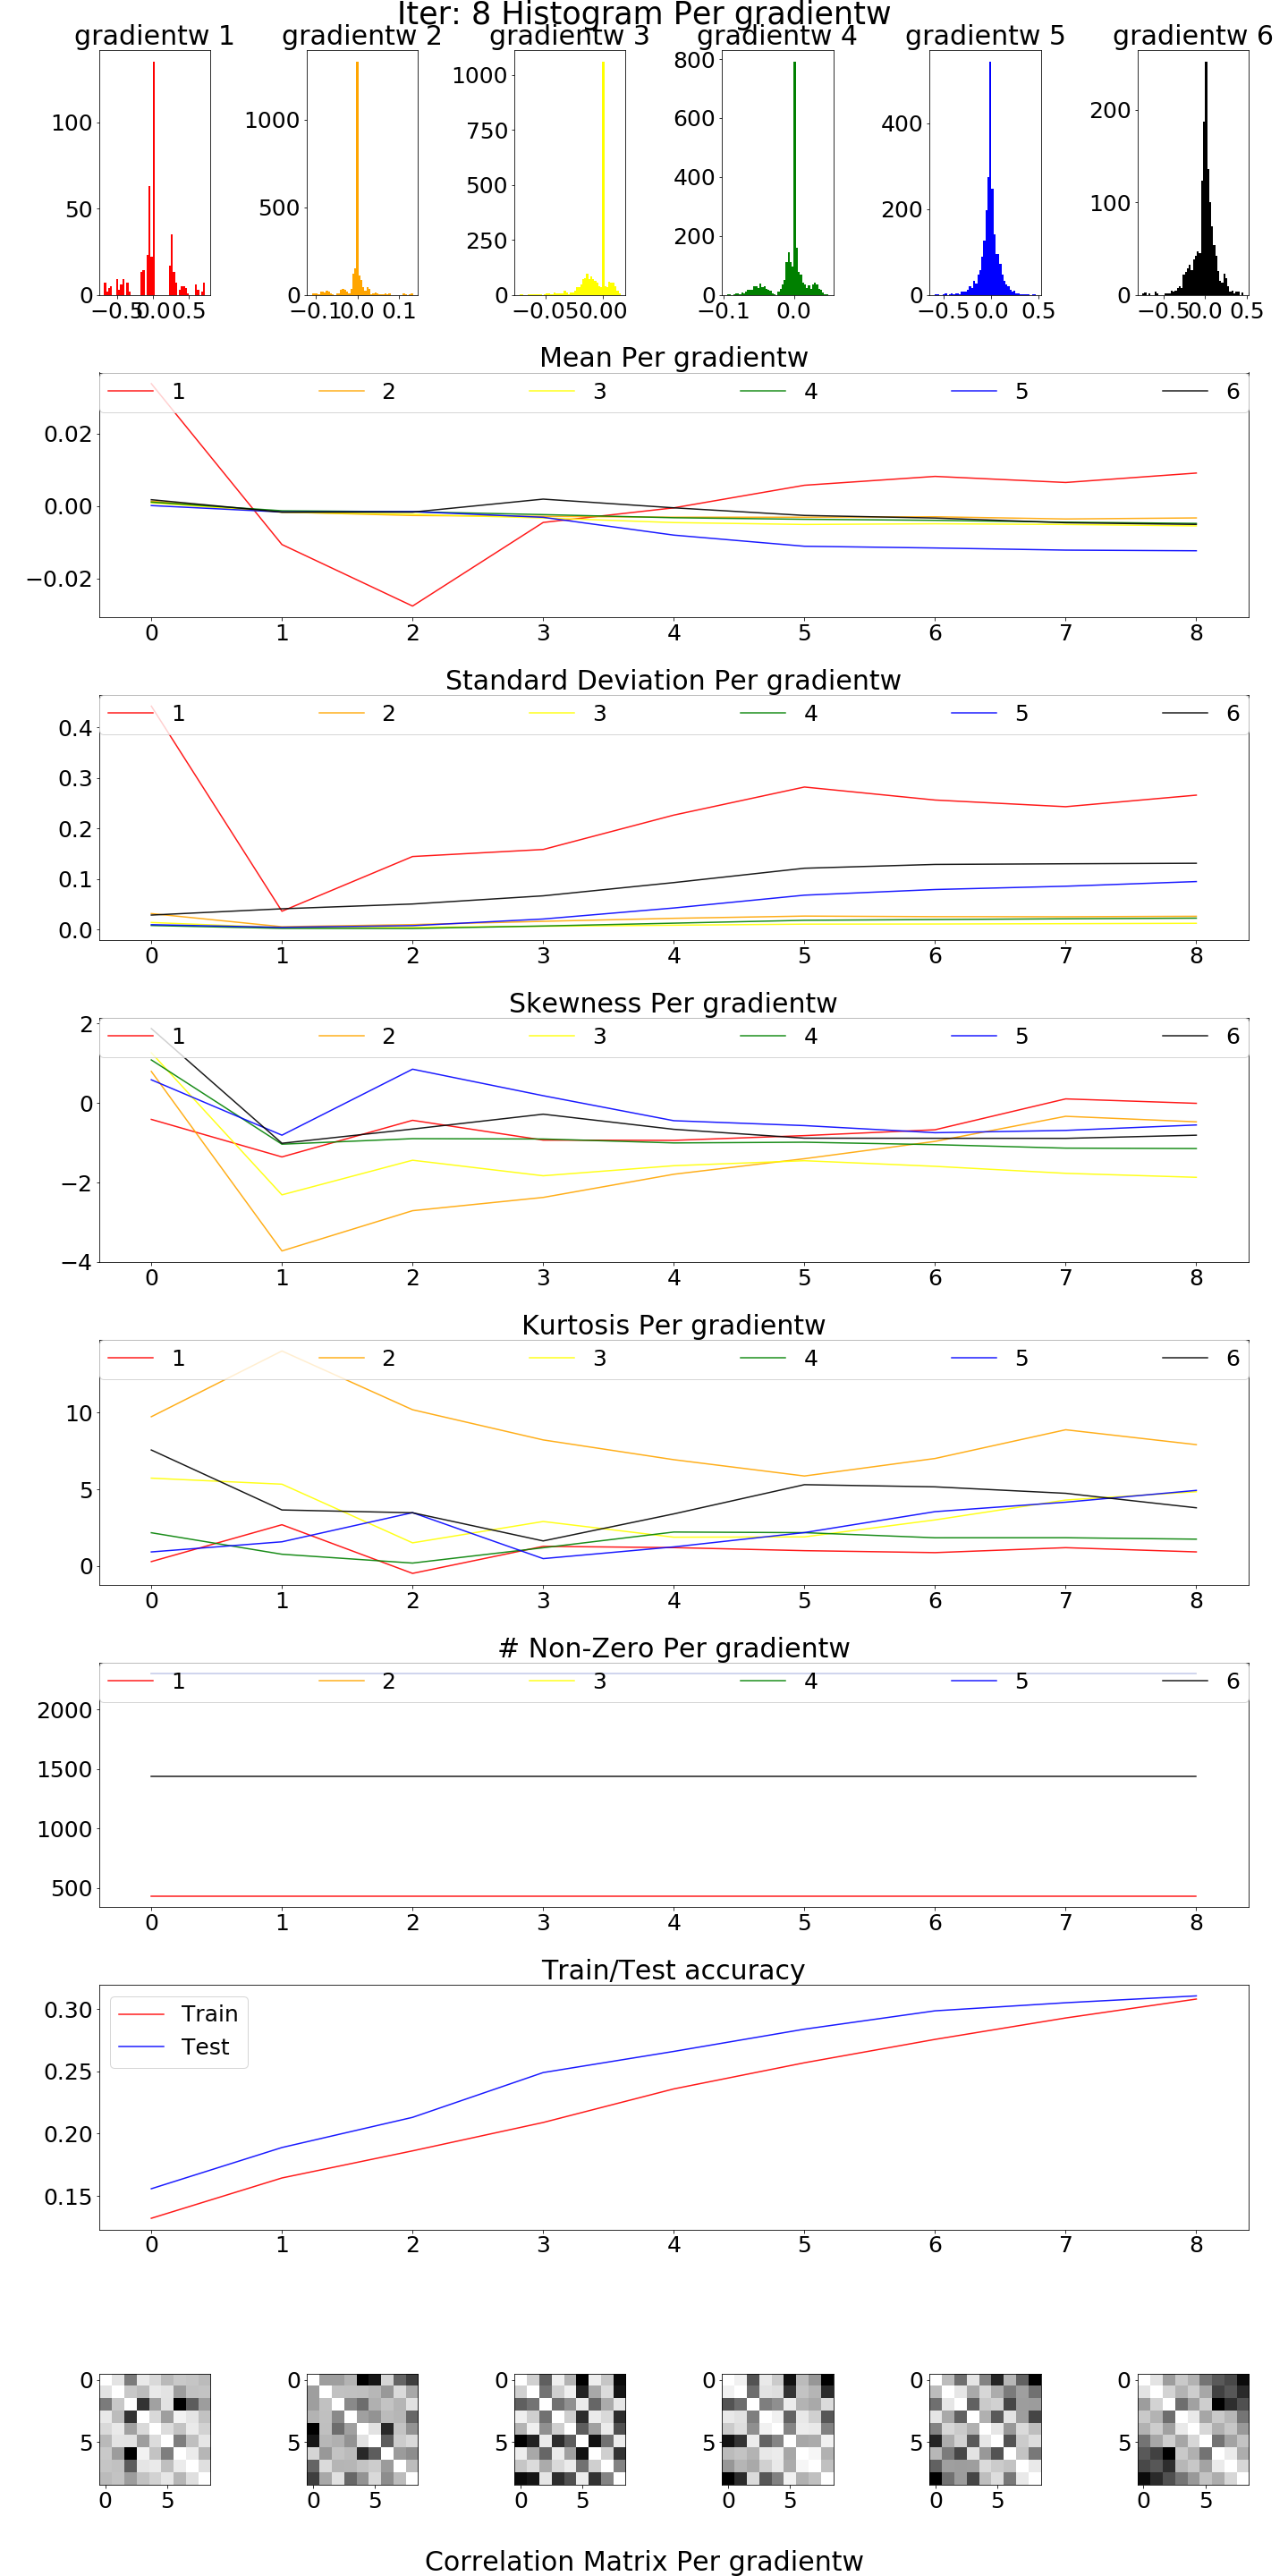 Iter: 8 Histogram Per gradientw
gradientw 1 gradientw 2 gradientw 3 gradientw 4 gradientw 5 gradientw 6
100
50
0
−0.5 0.0 0.5
1000
500
0
−0.1 0.0 0.1
1000
750
500
250
0
−0.05 0.00
800
600
400
200
0
−0.1 0.0
400
200
0
−0.5 0.0 0.5
200
100
0
−0.5 0.0 0.5
Mean Per gradientw
1 2 3 4 5 6
0.02
0.00
−0.02
0 1 2 3 4 5 6 7 8
Standard Deviation Per gradientw
1 2 3 4 5 6
0.4
0.3
0.2
0.1
0.0
0 1 2 3 4 5 6 7 8
Skewness Per gradientw
1 2 3 4 5 6
2
0
−2
−4
0 1 2 3 4 5 6 7 8
Kurtosis Per gradientw
1 2 3 4 5 6
10
5
0
0 1 2 3 4 5 6 7 8
# Non-Zero Per gradientw
1 2 3 4 5 6
2000
1500
1000
500
0 1 2 3 4 5 6 7 8
Train/Test accuracy
Train
Test
0.30
0.25
0.20
0.15
0 1 2 3 4 5 6 7 8
0 0 0 0 0 0
5 5 5 5 5 5
0 5 0 5 0 5 0 5 0 5 0 5
Correlation Matrix Per gradientw